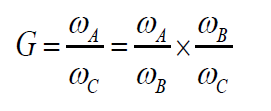 G = ω_A / ω_C = ω_A / ω_B × ω_B / ω_C